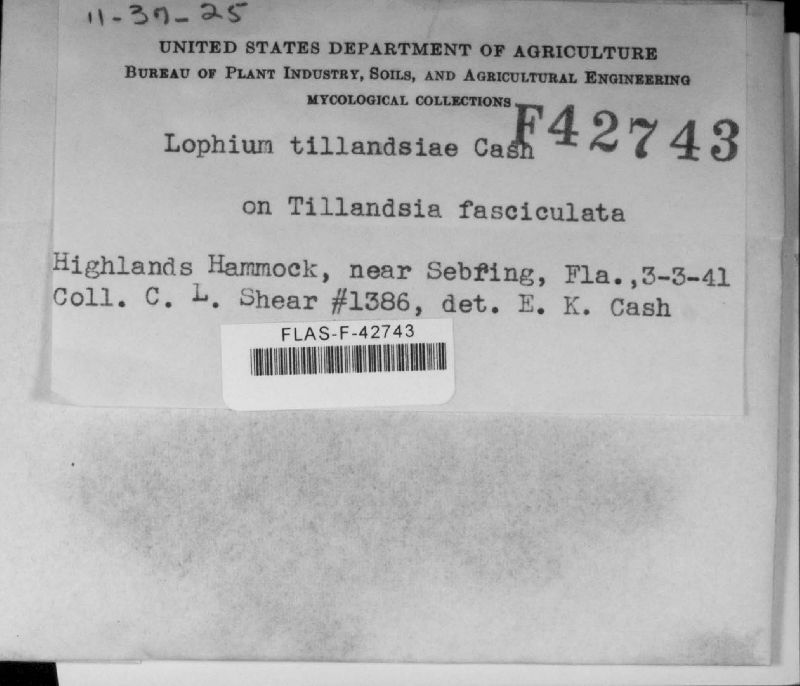 11-37-25
UNITED STATES DEPARTMENT OF AGRICULTURE
BUREAU OF PLANT INDUSTRY, SOILS, AND AGRICULTURAL ENGINEERING
MYCOLOGICAL COLLECTIONS
F42743
Lophium tillandsiae Cash
on Tillandsia fasciculata
Highlands Hammock, near Sebring, Fla.,3-3-41
Coll. C. L. Shear #1386, det. E. K. Cash
FLAS-F-42743